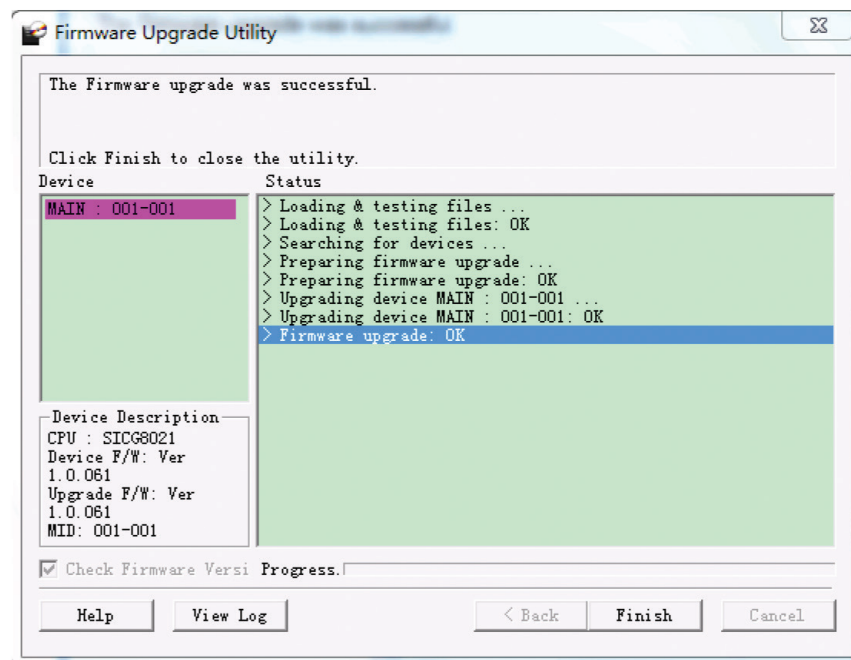 Firmware Upgrade Utility
The Firmware upgrade was successful.
Click Finish to close the utility.
Device
Status
MAIN : 001-001
> Loading & testing files ...
> Loading & testing files: OK
> Searching for devices ...
> Preparing firmware upgrade ...
> Preparing firmware upgrade: OK
> Upgrading device MAIN : 001-001 ...
> Upgrading device MAIN : 001-001: OK
> Firmware upgrade: OK
Device Description
CPU : SICG8021
Device F/W: Ver
1.0.061
Upgrade F/W: Ver
1.0.061
MID: 001-001
Check Firmware Versi
Progress.
Help
View Log
< Back
Finish
Cancel